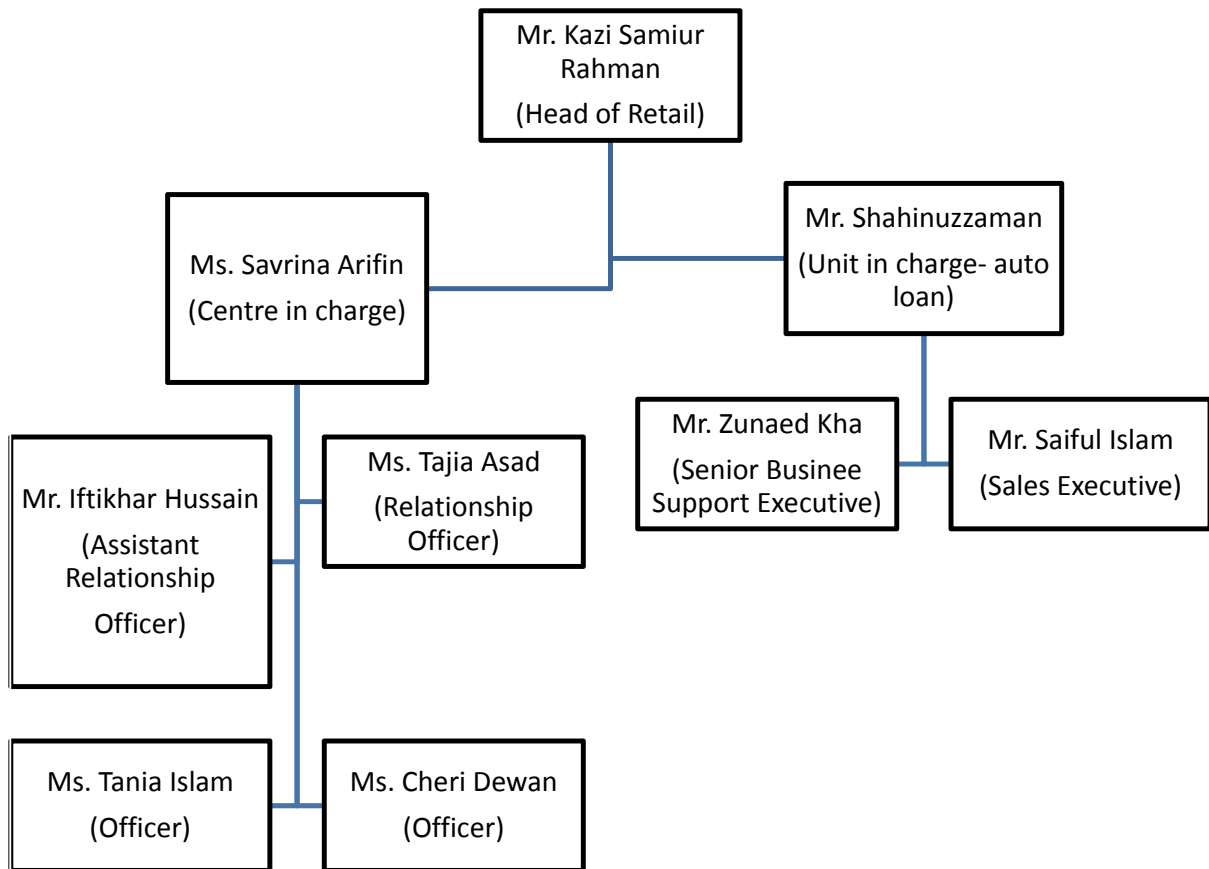 Mr. Kazi Samiur
Rahman
(Head of Retail)
Ms. Savrina Arifin
(Centre in charge)
Mr. Shahinuzzaman
(Unit in charge- auto
loan)
Mr. Iftikhar Hussain
(Assistant
Relationship
Officer)
Ms. Tajia Asad
(Relationship
Officer)
Mr. Zunaed Kha
(Senior Businee
Support Executive)
Mr. Saiful Islam
(Sales Executive)
Ms. Tania Islam
(Officer)
Ms. Cheri Dewan
(Officer)